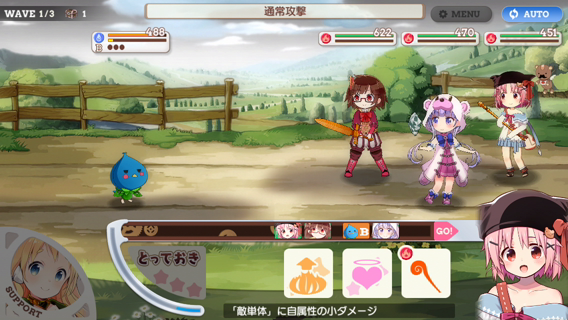 WAVE 1/3 1
通常攻撃
MENU
AUTO
488
B
622
470
451
B
GO!
とっておき
SUPPORT
「敵単体」に自属性の小ダメージ